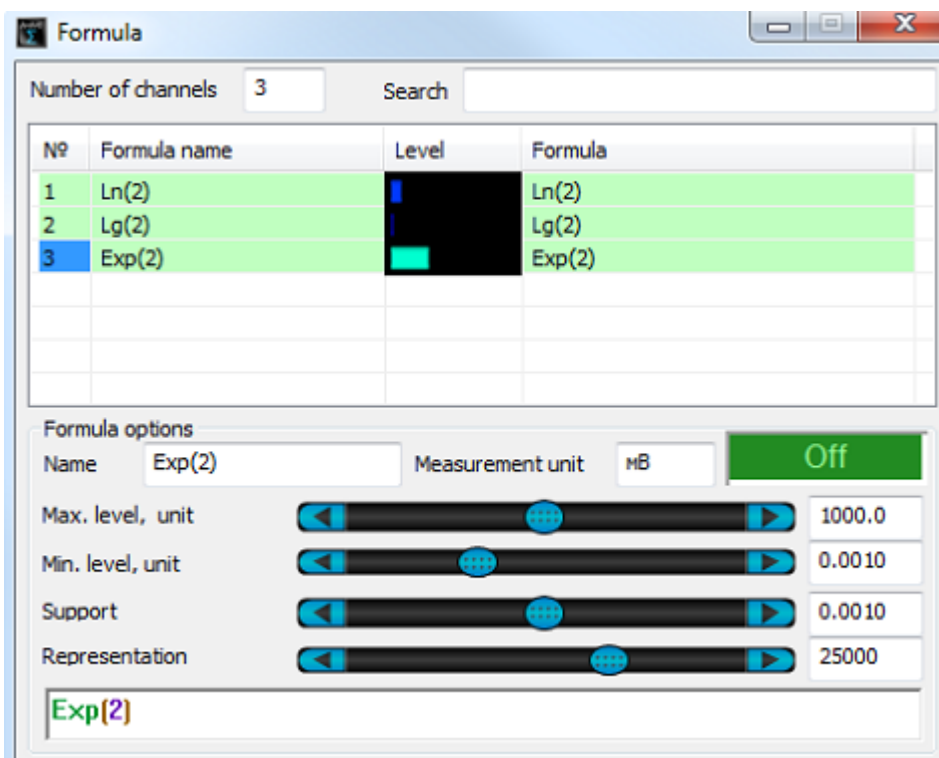 Formula
Number of channels 3 Search
№ Formula name Level Formula
1 Ln(2) Ln(2)
2 Lg(2) Lg(2)
3 Exp(2) Exp(2)
Formula options
Name Exp(2) Measurement unit мВ Off
Max. level, unit 1000.0
Min. level, unit 0.0010
Support 0.0010
Representation 25000
Exp(2)